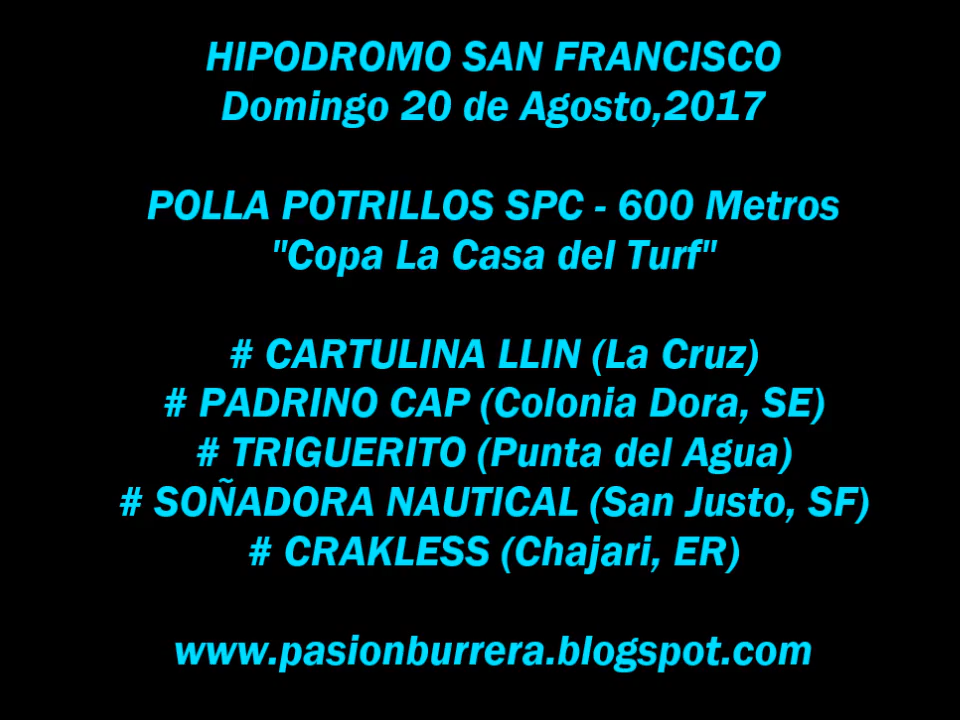 HIPODROMO SAN FRANCISCO
Domingo 20 de Agosto,2017
POLLA POTRILLOS SPC - 600 Metros
"Copa La Casa del Turf"
# CARTULINA LLIN (La Cruz)
# PADRINO CAP (Colonia Dora, SE)
# TRIGUERITO (Punta del Agua)
# SOÑADORA NAUTICAL (San Justo, SF)
# CRAKLESS (Chajari, ER)
www.pasionburrera.blogspot.com